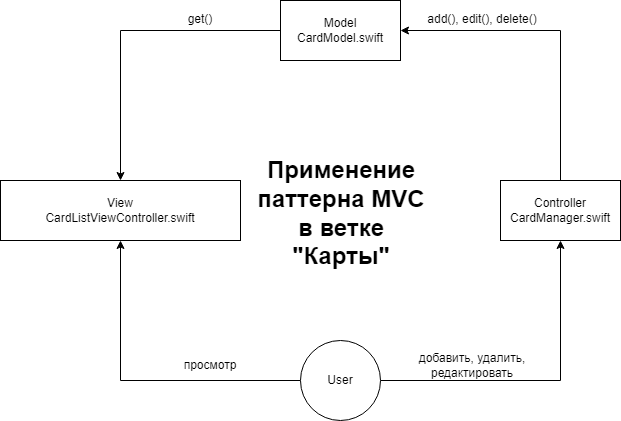 get()
Model
CardModel.swift
add(), edit(), delete()
View
CardListViewController.swift
Применение
паттерна MVC
в ветке
"Карты"
Controller
CardManager.swift
просмотр
User
добавить, удалить,
редактировать